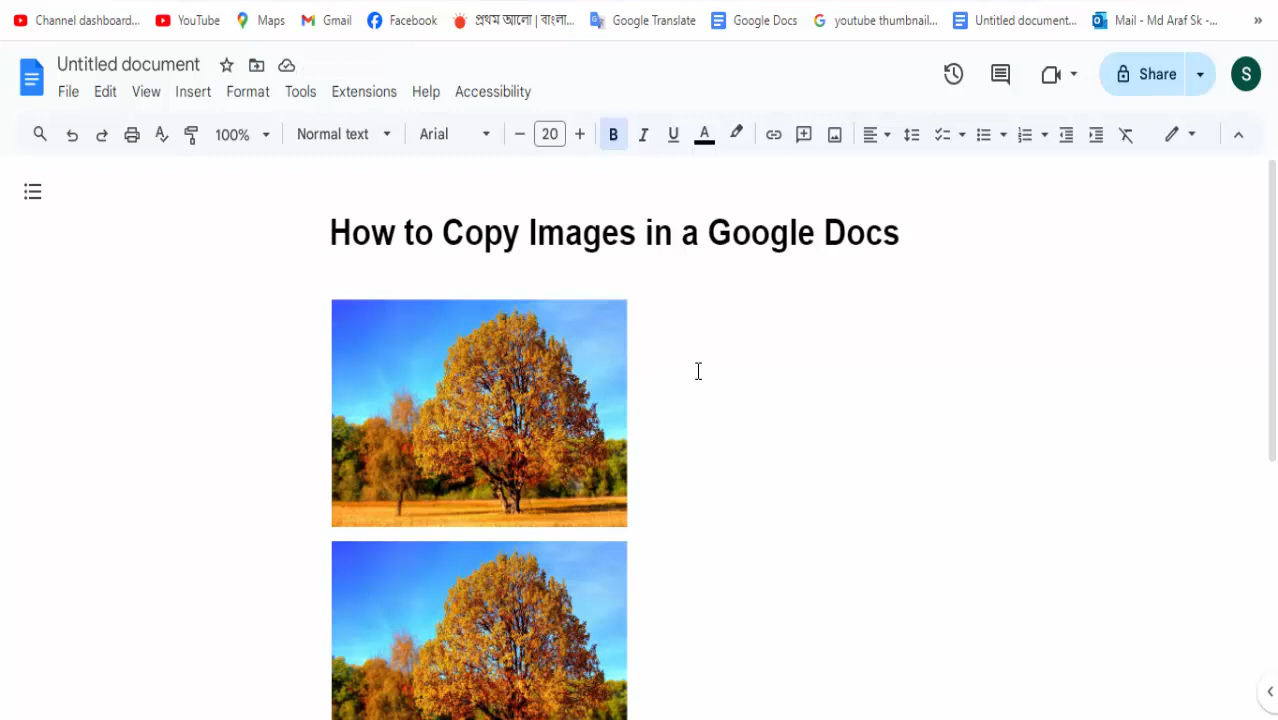 Channel dashboard... YouTube Maps Gmail Facebook প্রথম আলো | বাংলা... Google Translate Google Docs youtube thumbnail... Untitled document... Mail - Md Araf Sk -... »
Untitled document
Share S
File Edit View Insert Format Tools Extensions Help Accessibility
100% Normal text Arial 20 B I U A
How to Copy Images in a Google Docs